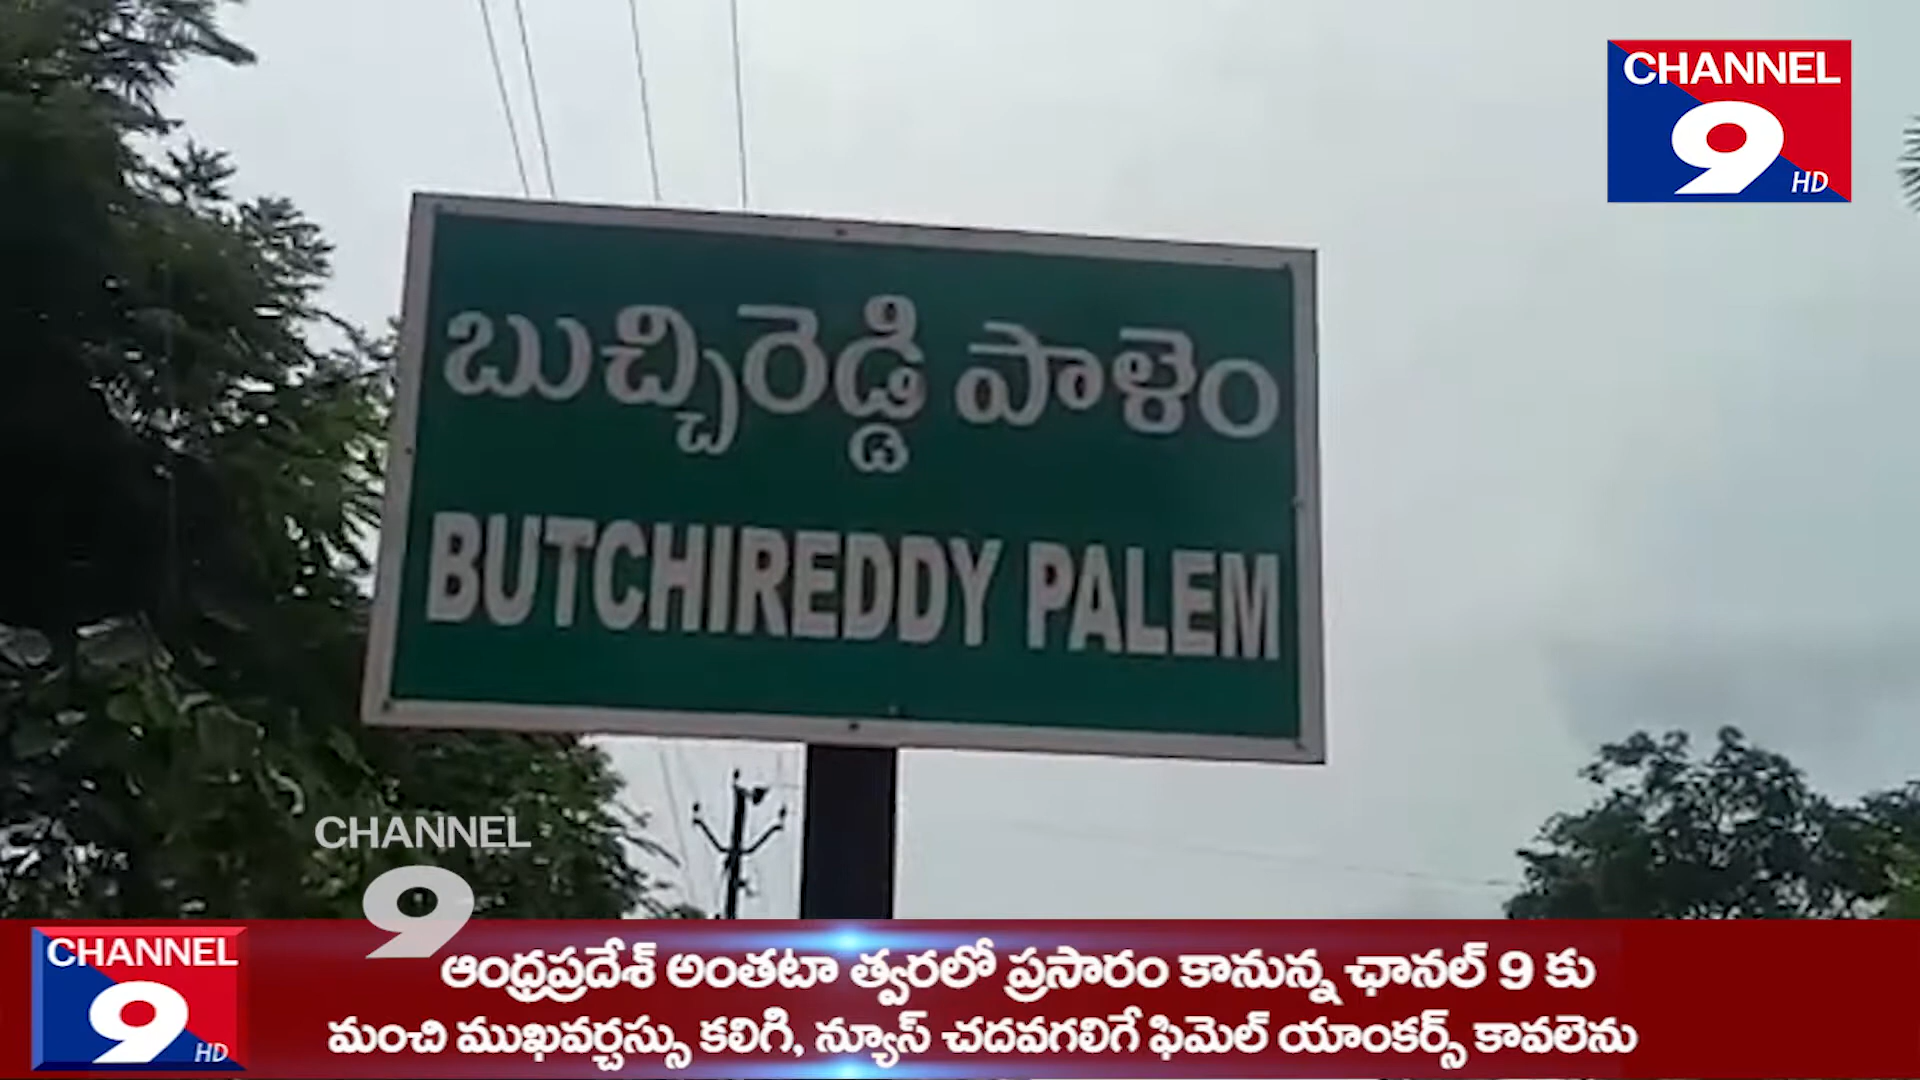 CHANNEL
9
HD
బుచ్చిరెడ్డి పాళెం
BUTCHIREDDY PALEM
CHANNEL
9
CHANNEL
9
HD
ఆంధ్రప్రదేశ్ అంతటా త్వరలో ప్రసారం కానున్న ఛానల్ 9 కు
మంచి ముఖవర్చస్సు కలిగి, న్యూస్ చదవగలిగే ఫిమెల్ యాంకర్స్ కావలెను